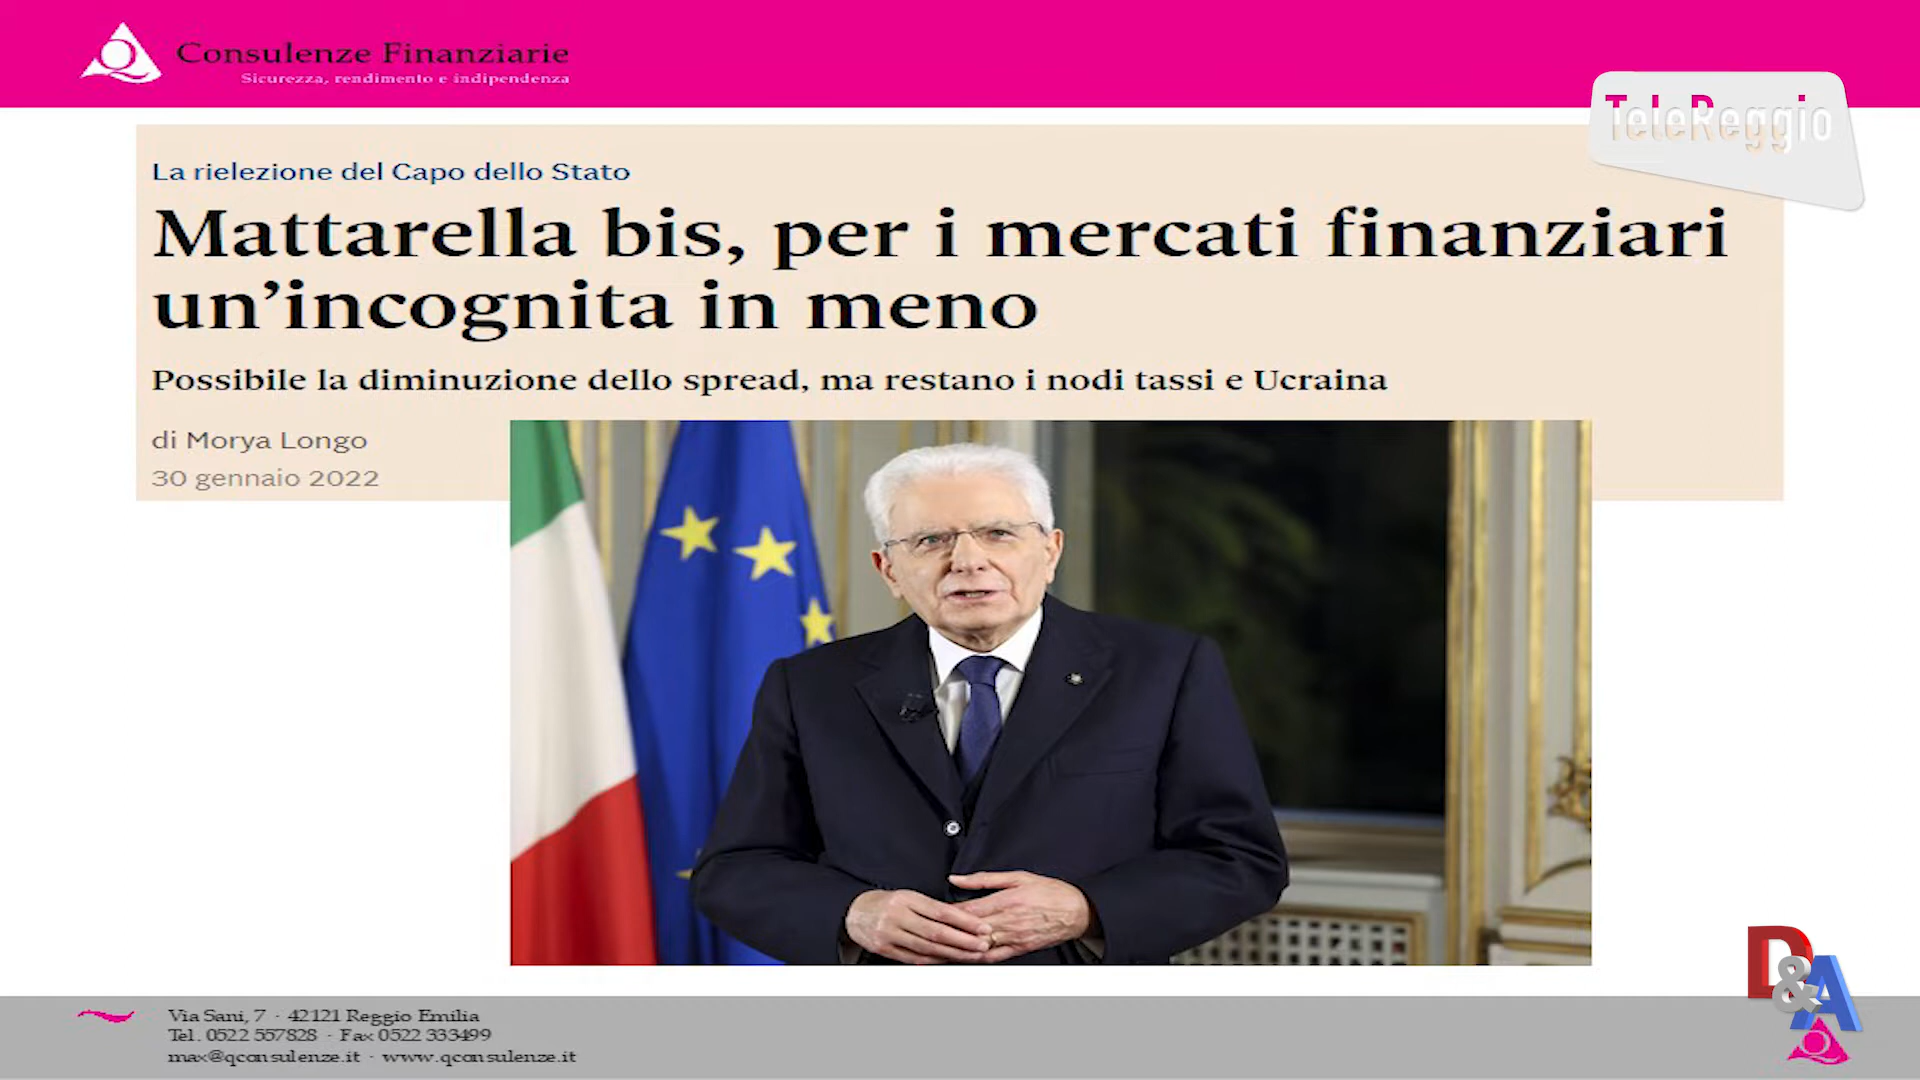 Consulenze Finanziarie
Sicurezza, rendimento e indipendenza
TeleReggio
La rielezione del Capo dello Stato
Mattarella bis, per i mercati finanziari
un’incognita in meno
Possibile la diminuzione dello spread, ma restano i nodi tassi e Ucraina
di Morya Longo
30 gennaio 2022
D&A
Via Sani, 7 · 42121 Reggio Emilia
Tel. 0522 557828 · Fax 0522 333499
max@qconsulenze.it · www.qconsulenze.it